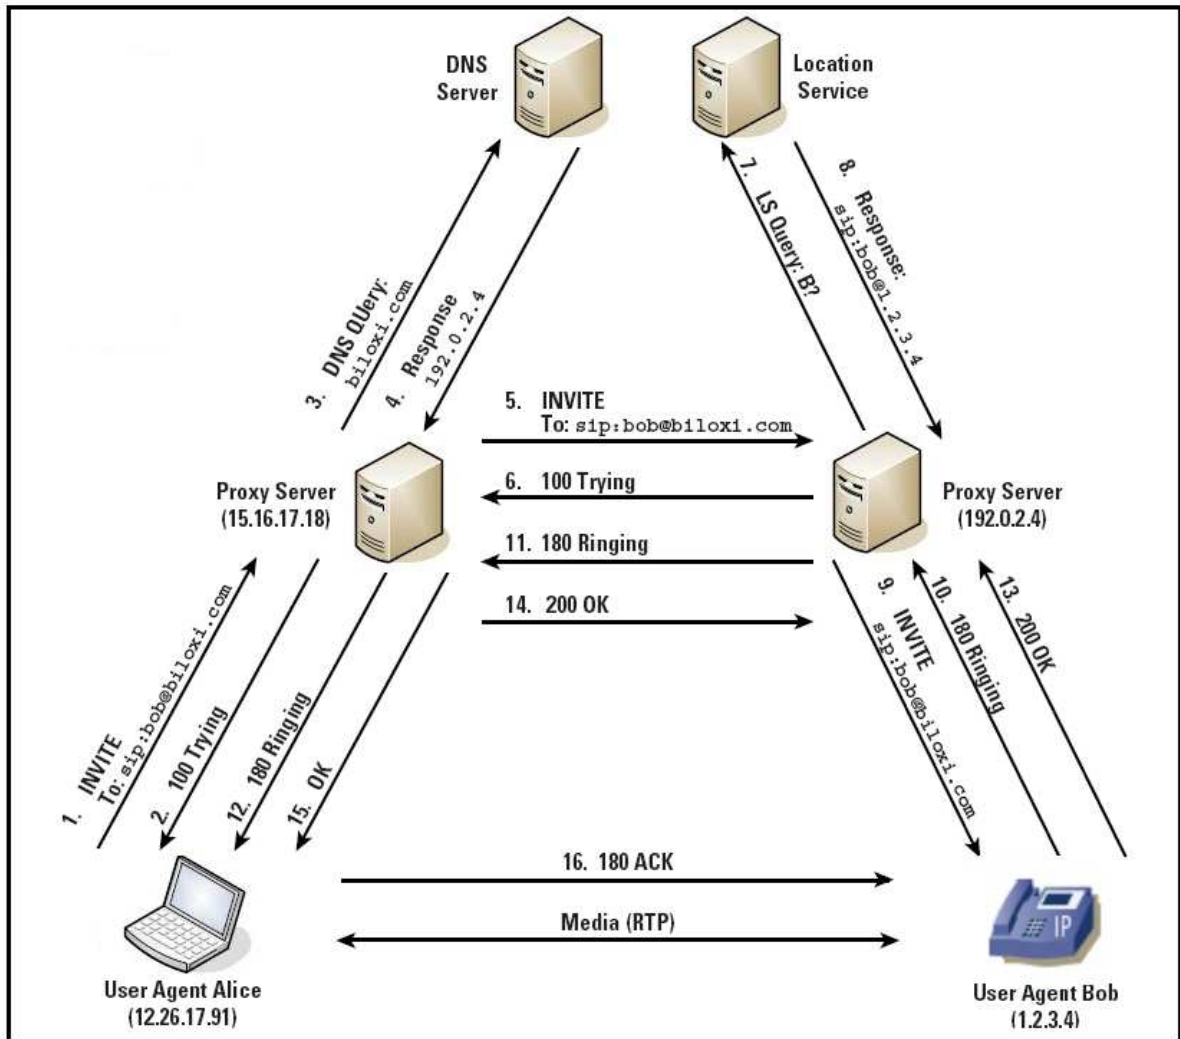 DNS
Server
Location
Service
3. DNS QUery:
biloxi.com
4. Response
192.0.2.4
7. LS Query: B?
8. Response:
sip:bob@1.2.3.4
5. INVITE
To: sip:bob@biloxi.com
6. 100 Trying
11. 180 Ringing
14. 200 OK
Proxy Server
(15.16.17.18)
Proxy Server
(192.0.2.4)
1. INVITE
To: sip:bob@biloxi.com
2. 100 Trying
12. 180 Ringing
15. OK
9. INVITE
sip:bob@biloxi.com
10. 180 Ringing
13. 200 OK
16. 180 ACK
Media (RTP)
IP
User Agent Alice
(12.26.17.91)
User Agent Bob
(1.2.3.4)